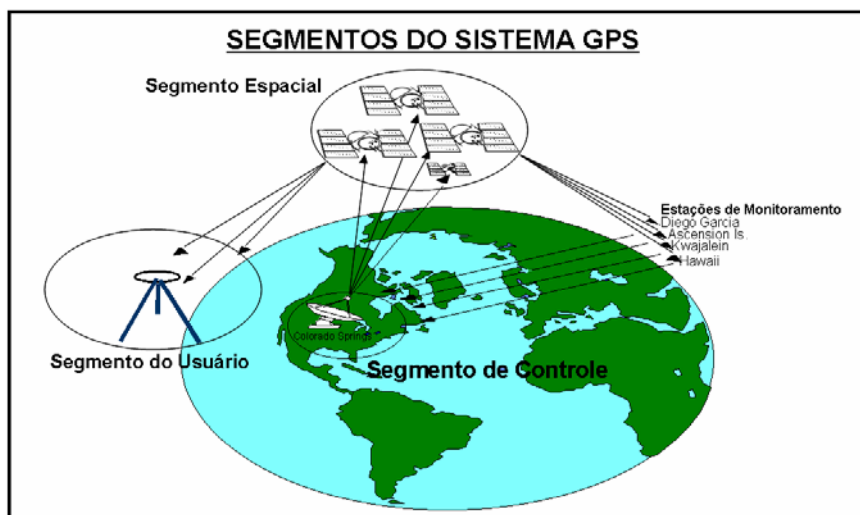 SEGMENTOS DO SISTEMA GPS
Segmento Espacial
Estações de Monitoramento
Diego Garcia
Ascension Is.
Kwajalein
Hawaii
Colorado Springs
Segmento do Usuário
Segmento de Controle